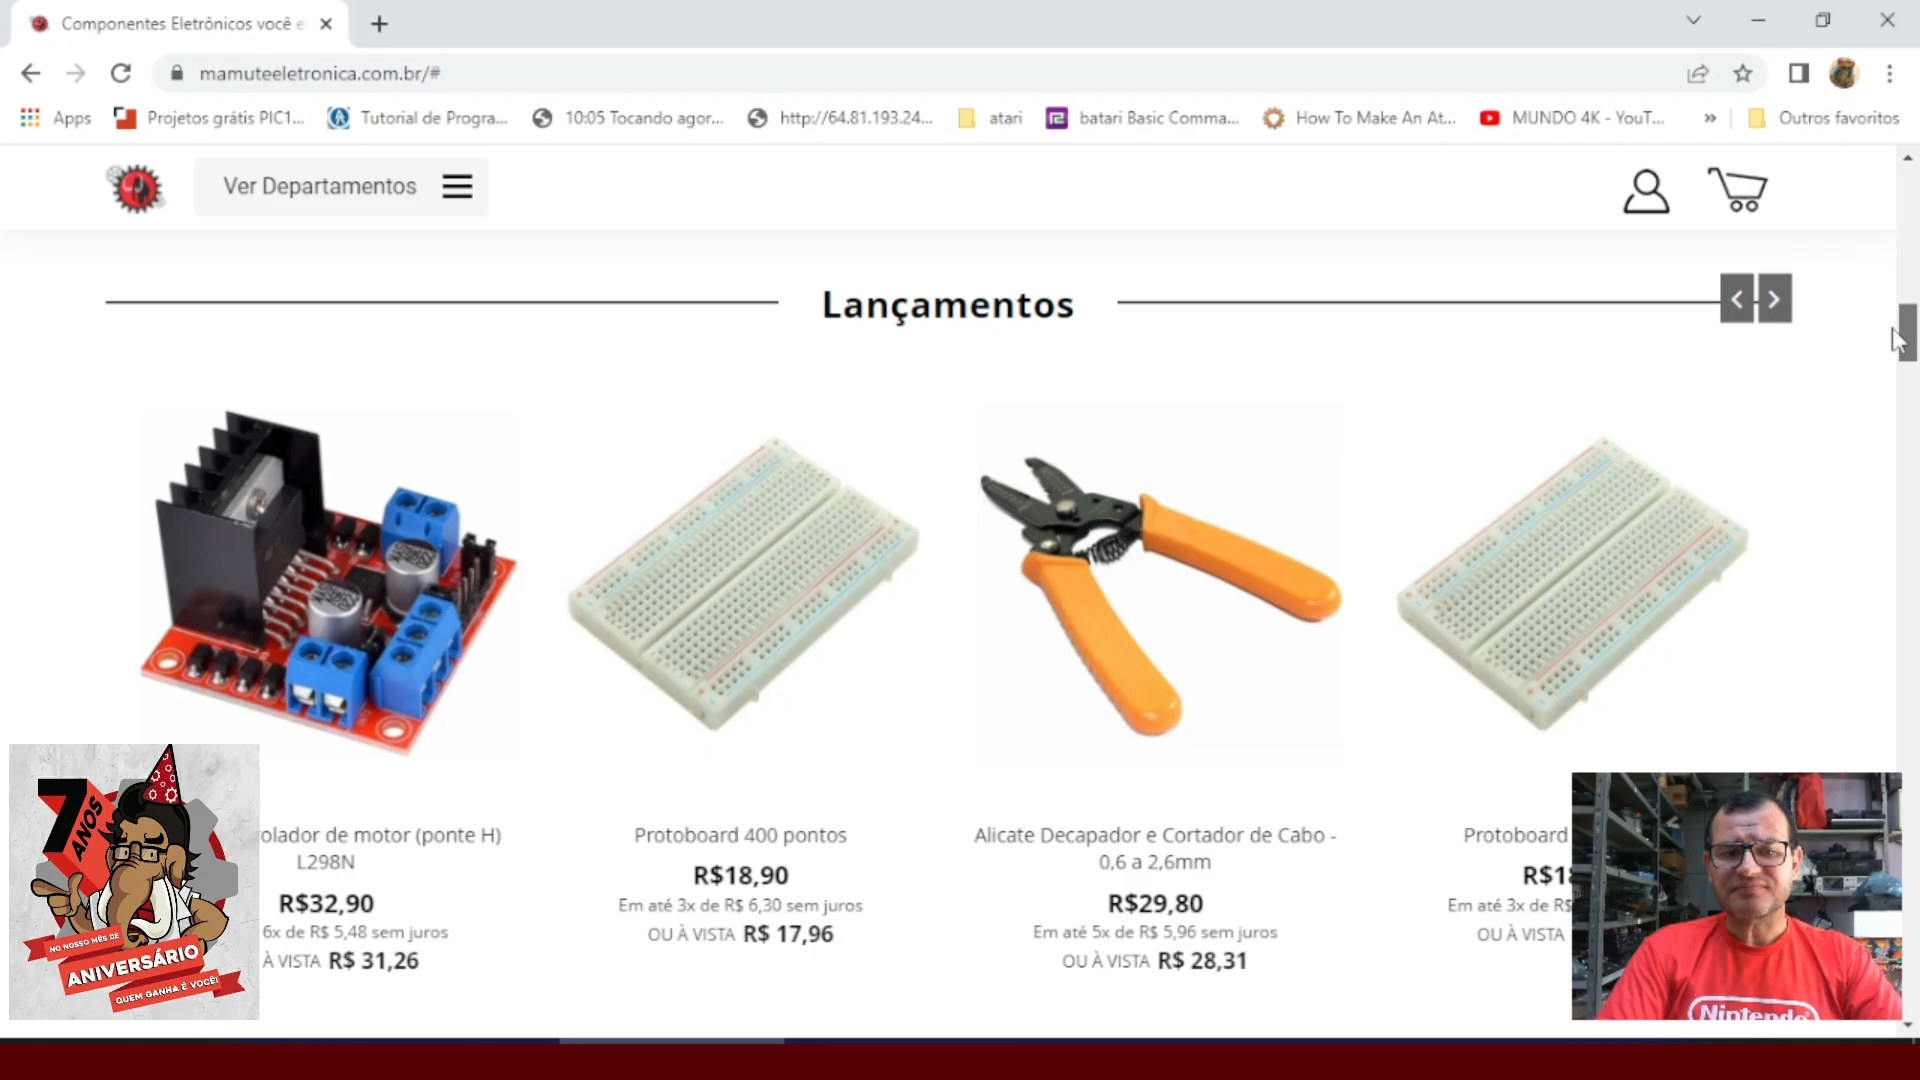 Componentes Eletrônicos você e
mamuteeletronica.com.br/#
Apps
Projetos grátis PIC1...
Tutorial de Progra...
10:05 Tocando agor...
http://64.81.193.24...
atari
batari Basic Comma...
How To Make An At...
MUNDO 4K - YouT...
»
Outros favoritos
Ver Departamentos
Lançamentos
olador de motor (ponte H)
L298N
R$32,90
6x de R$ 5,48 sem juros
À VISTA R$ 31,26
Protoboard 400 pontos
R$18,90
Em até 3x de R$ 6,30 sem juros
OU À VISTA R$ 17,96
Alicate Decapador e Cortador de Cabo -
0,6 a 2,6mm
R$29,80
Em até 5x de R$ 5,96 sem juros
OU À VISTA R$ 28,31
Protoboard
R$18
Em até 3x de R$
OU À VISTA
7 ANOS
NO NOSSO MÊS DE
ANIVERSÁRIO
QUEM GANHA É VOCÊ!
Nintendo